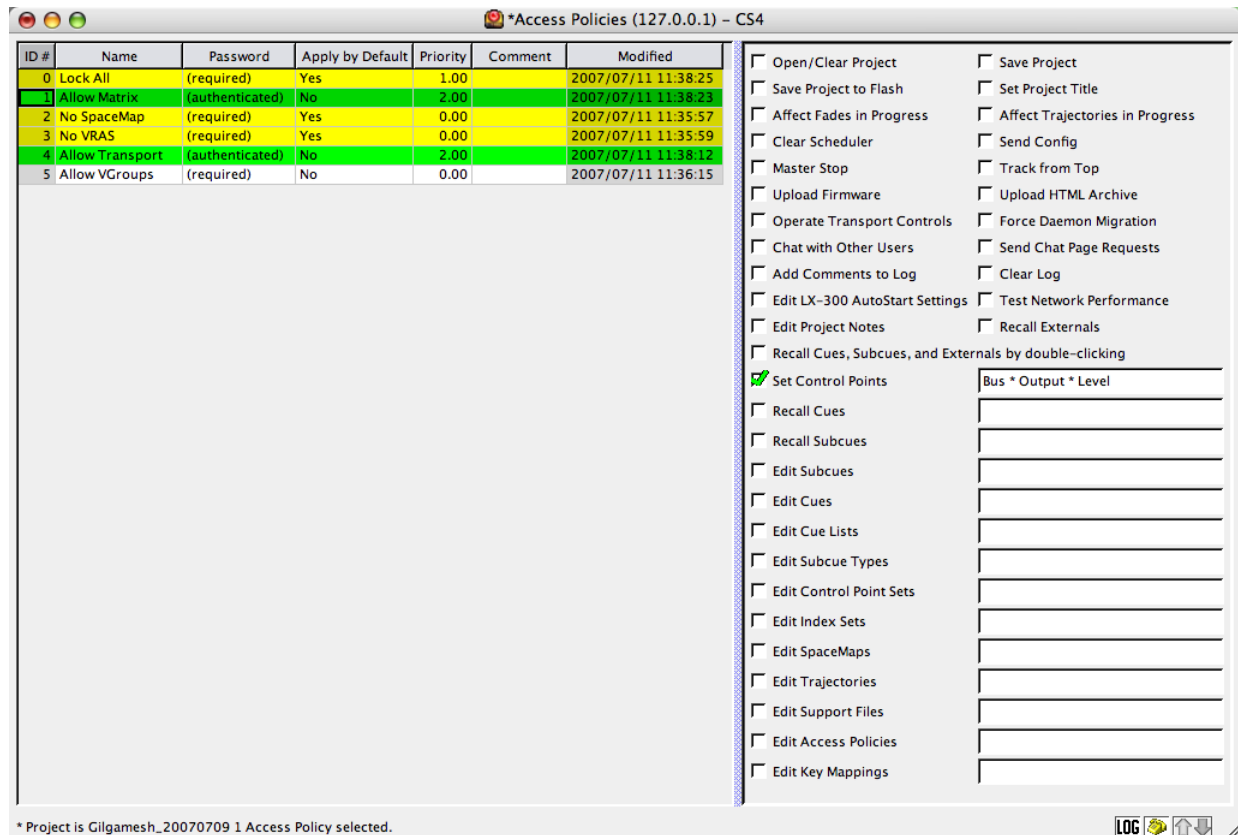 *Access Policies (127.0.0.1) – CS4
ID # Name Password Apply by Default Priority Comment Modified
0 Lock All (required) Yes 1.00 2007/07/11 11:38:25
1 Allow Matrix (authenticated) No 2.00 2007/07/11 11:38:23
2 No SpaceMap (required) Yes 0.00 2007/07/11 11:35:57
3 No VRAS (required) Yes 0.00 2007/07/11 11:35:59
4 Allow Transport (authenticated) No 2.00 2007/07/11 11:38:12
5 Allow VGroups (required) No 0.00 2007/07/11 11:36:15
Open/Clear Project Save Project
Save Project to Flash Set Project Title
Affect Fades in Progress Affect Trajectories in Progress
Clear Scheduler Send Config
Master Stop Track from Top
Upload Firmware Upload HTML Archive
Operate Transport Controls Force Daemon Migration
Chat with Other Users Send Chat Page Requests
Add Comments to Log Clear Log
Edit LX-300 AutoStart Settings Test Network Performance
Edit Project Notes Recall Externals
Recall Cues, Subcues, and Externals by double-clicking
Set Control Points Bus * Output * Level
Recall Cues
Recall Subcues
Edit Subcues
Edit Cues
Edit Cue Lists
Edit Subcue Types
Edit Control Point Sets
Edit Index Sets
Edit SpaceMaps
Edit Trajectories
Edit Support Files
Edit Access Policies
Edit Key Mappings
* Project is Gilgamesh_20070709 1 Access Policy selected.
LOG